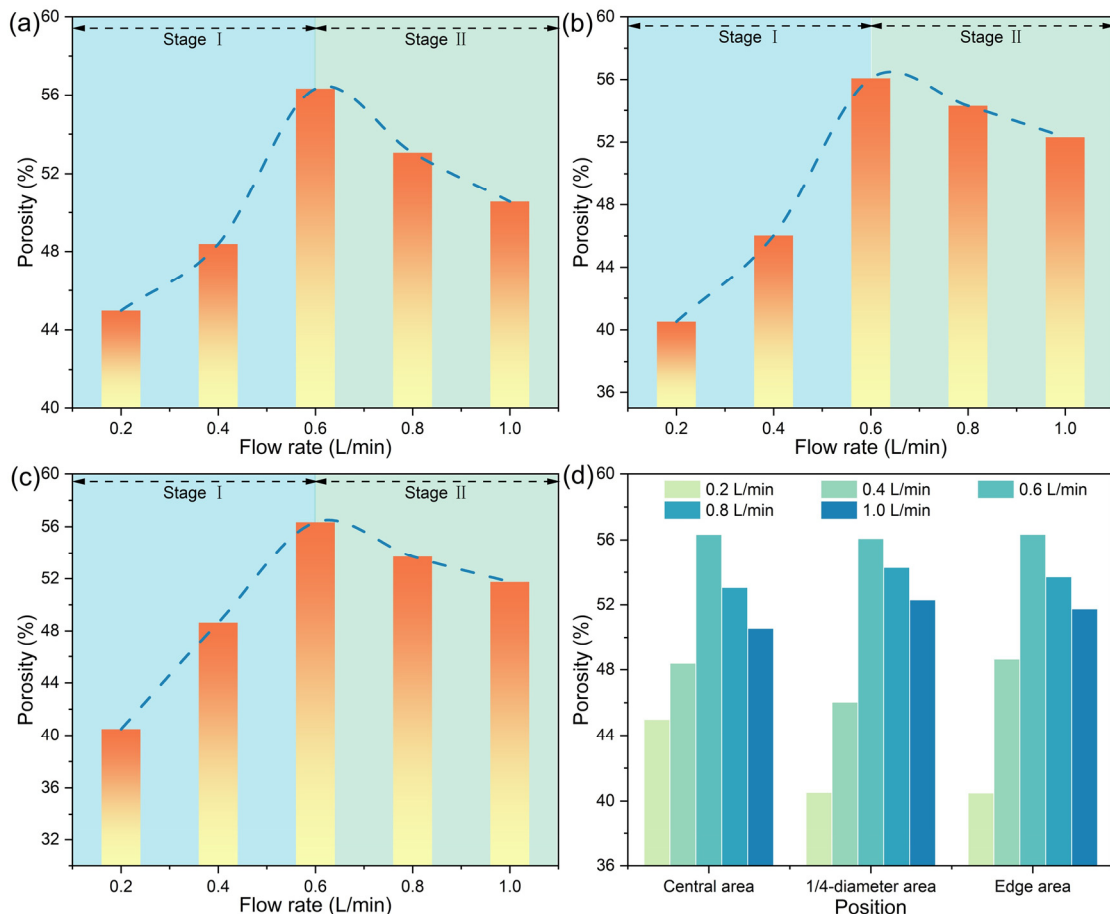 (a)
60
56
52
48
44
40
Porosity (%)
Stage Ⅰ
Stage Ⅱ
0.2 0.4 0.6 0.8 1.0
Flow rate (L/min)
(b)
60
56
52
48
44
40
36
Porosity (%)
Stage Ⅰ
Stage Ⅱ
0.2 0.4 0.6 0.8 1.0
Flow rate (L/min)
(c)
60
56
52
48
44
40
36
32
Porosity (%)
Stage Ⅰ
Stage Ⅱ
0.2 0.4 0.6 0.8 1.0
Flow rate (L/min)
(d)
60
56
52
48
44
40
36
Porosity (%)
0.2 L/min 0.4 L/min 0.6 L/min
0.8 L/min 1.0 L/min
Central area 1/4-diameter area Edge area
Position